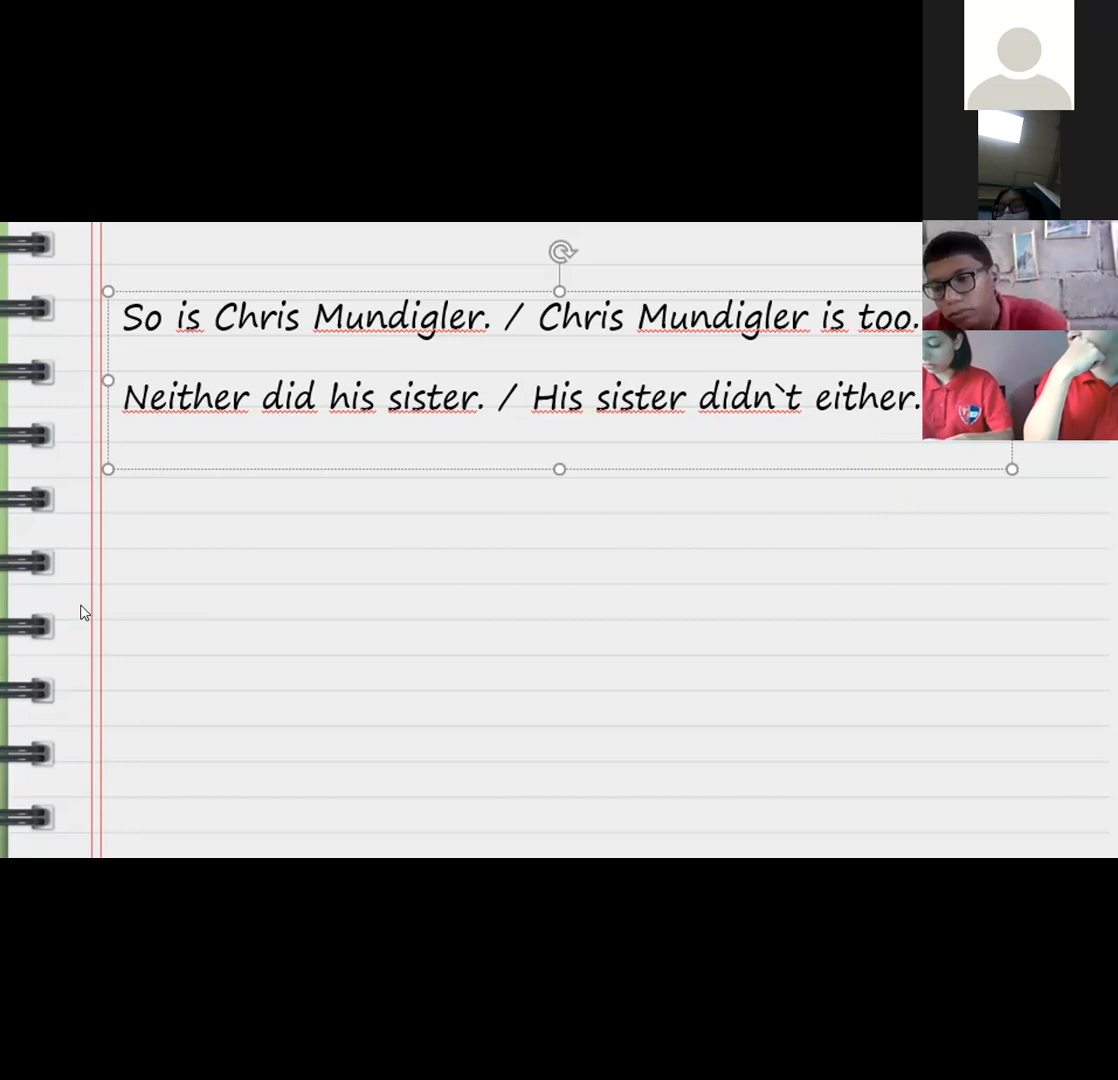 So is Chris Mundigler. / Chris Mundigler is too.
Neither did his sister. / His sister didn`t either.